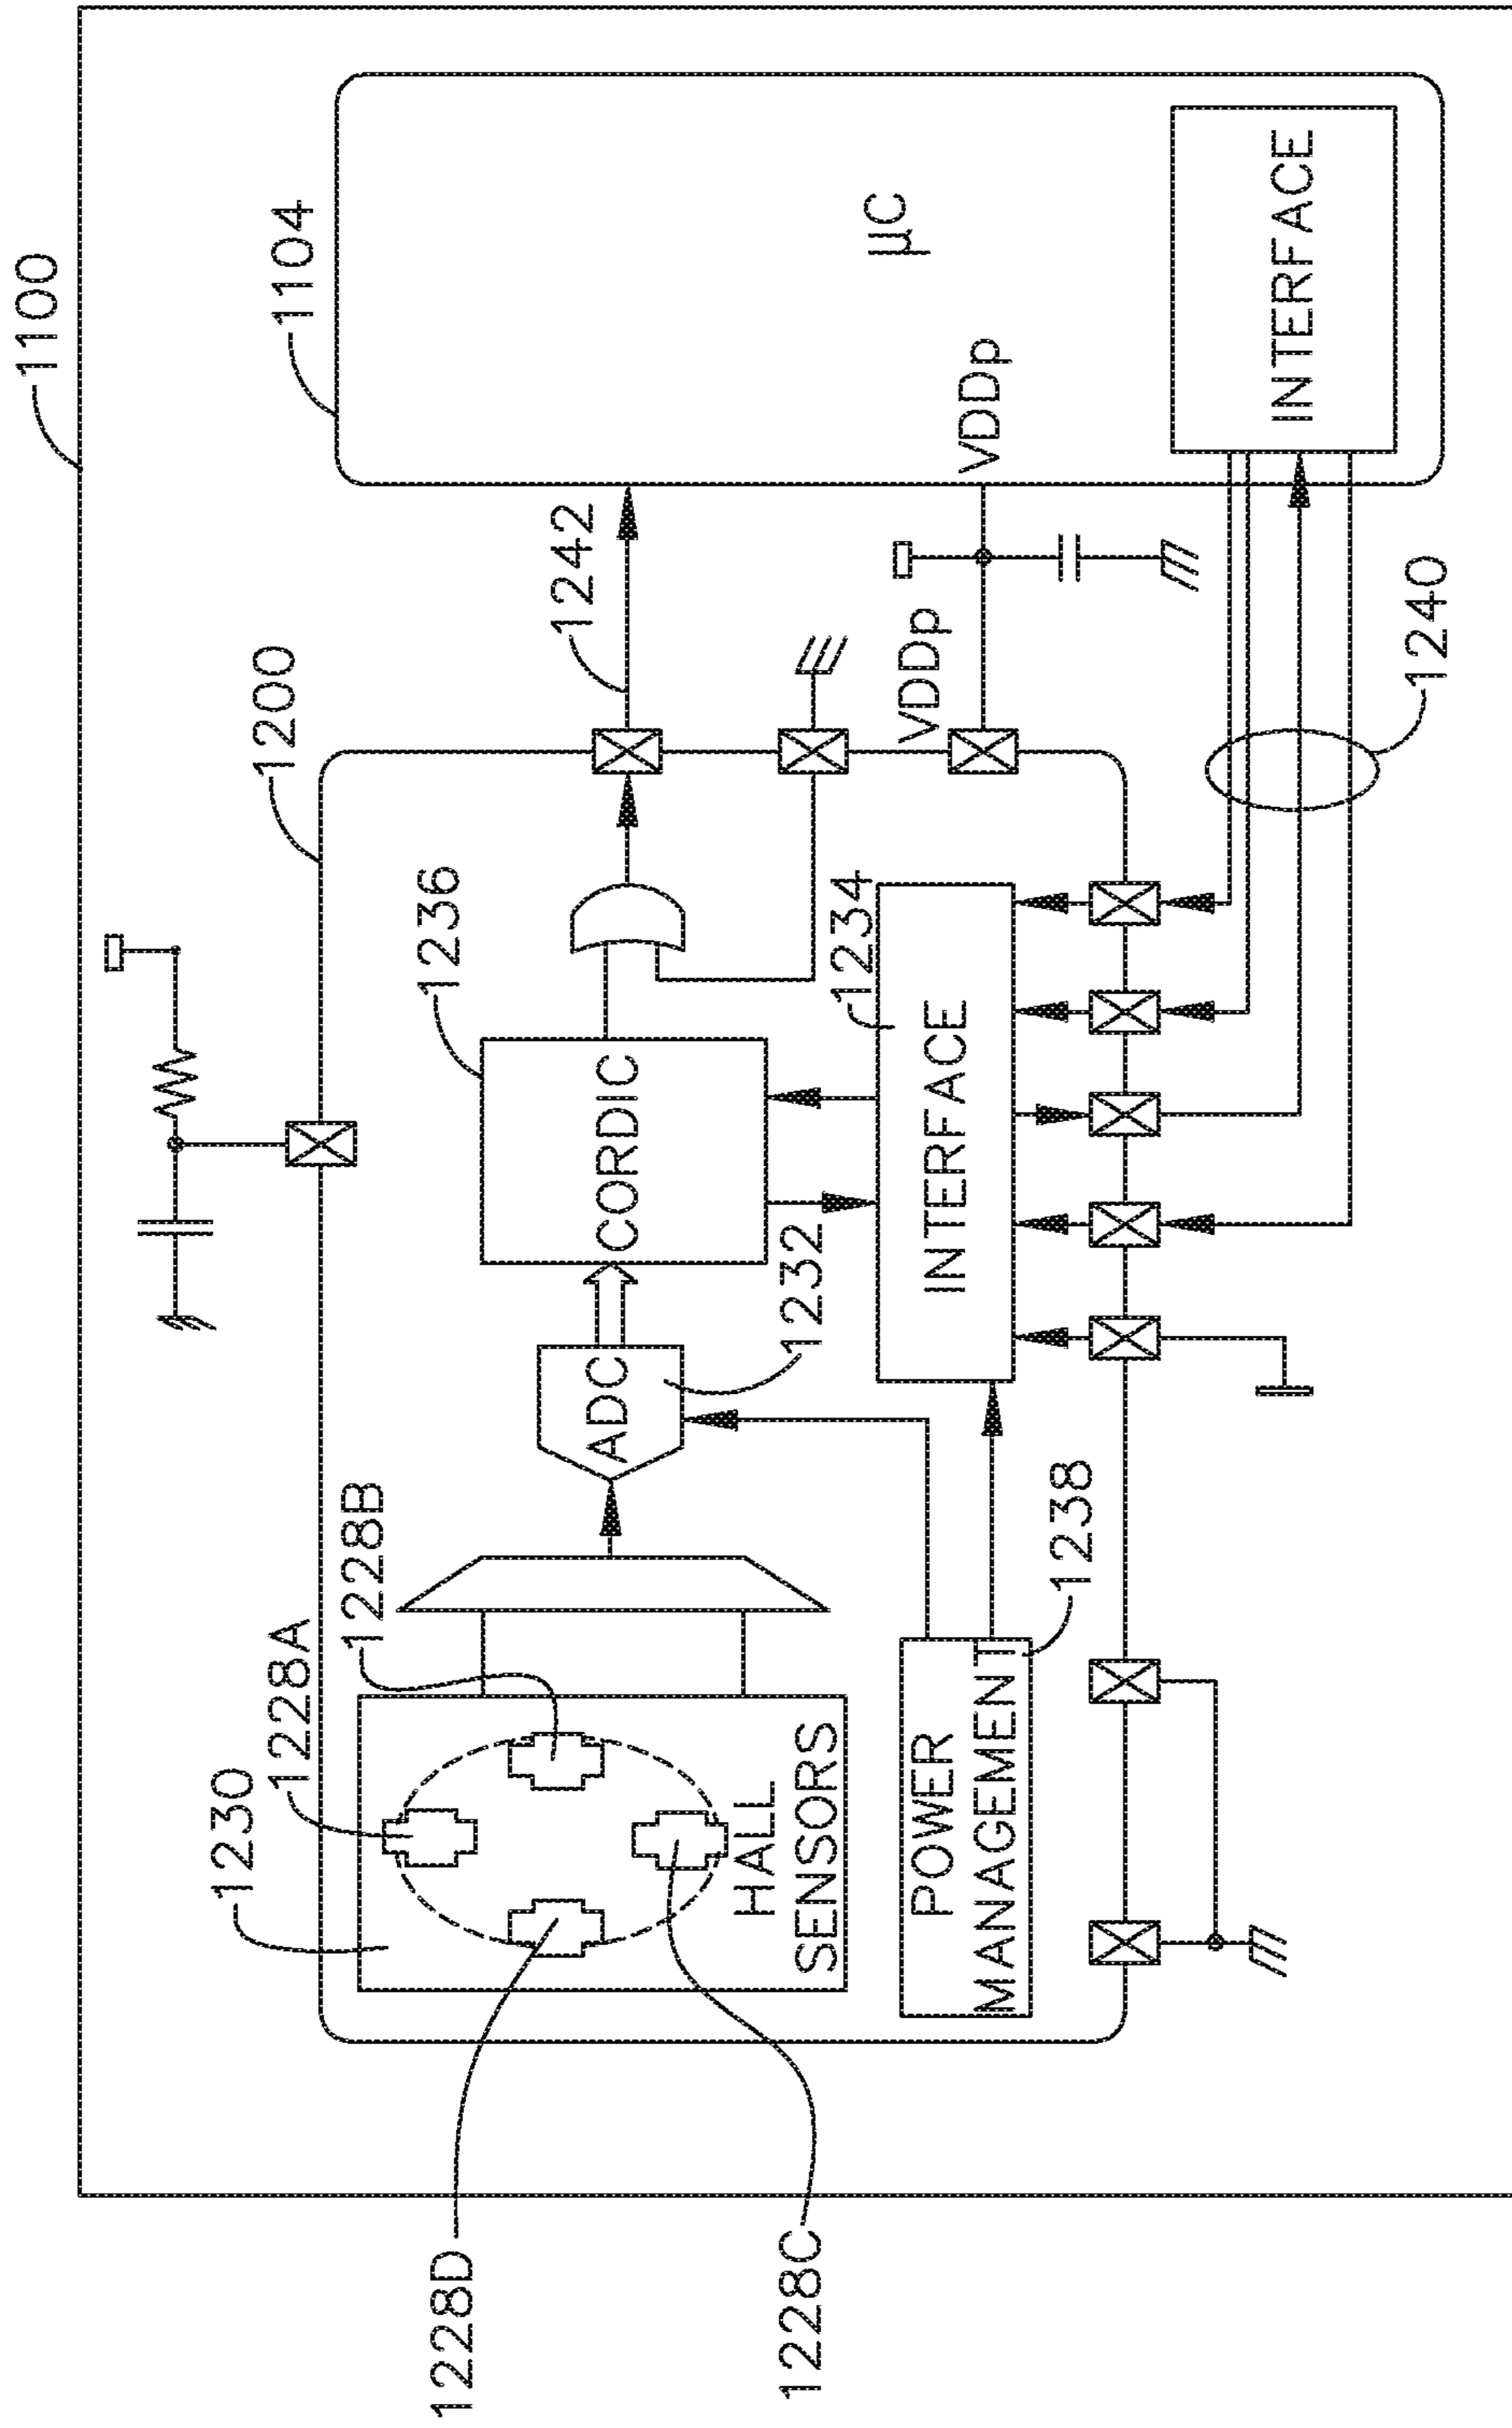 1100
1104
1200
1242
µC
VDDp
VDDp
INTERFACE
1240
1236
CORDIC
1234
INTERFACE
1232
ADC
1228A
1228B
1230
HALL
SENSORS
POWER
MANAGEMENT
1238
1228D
1228C